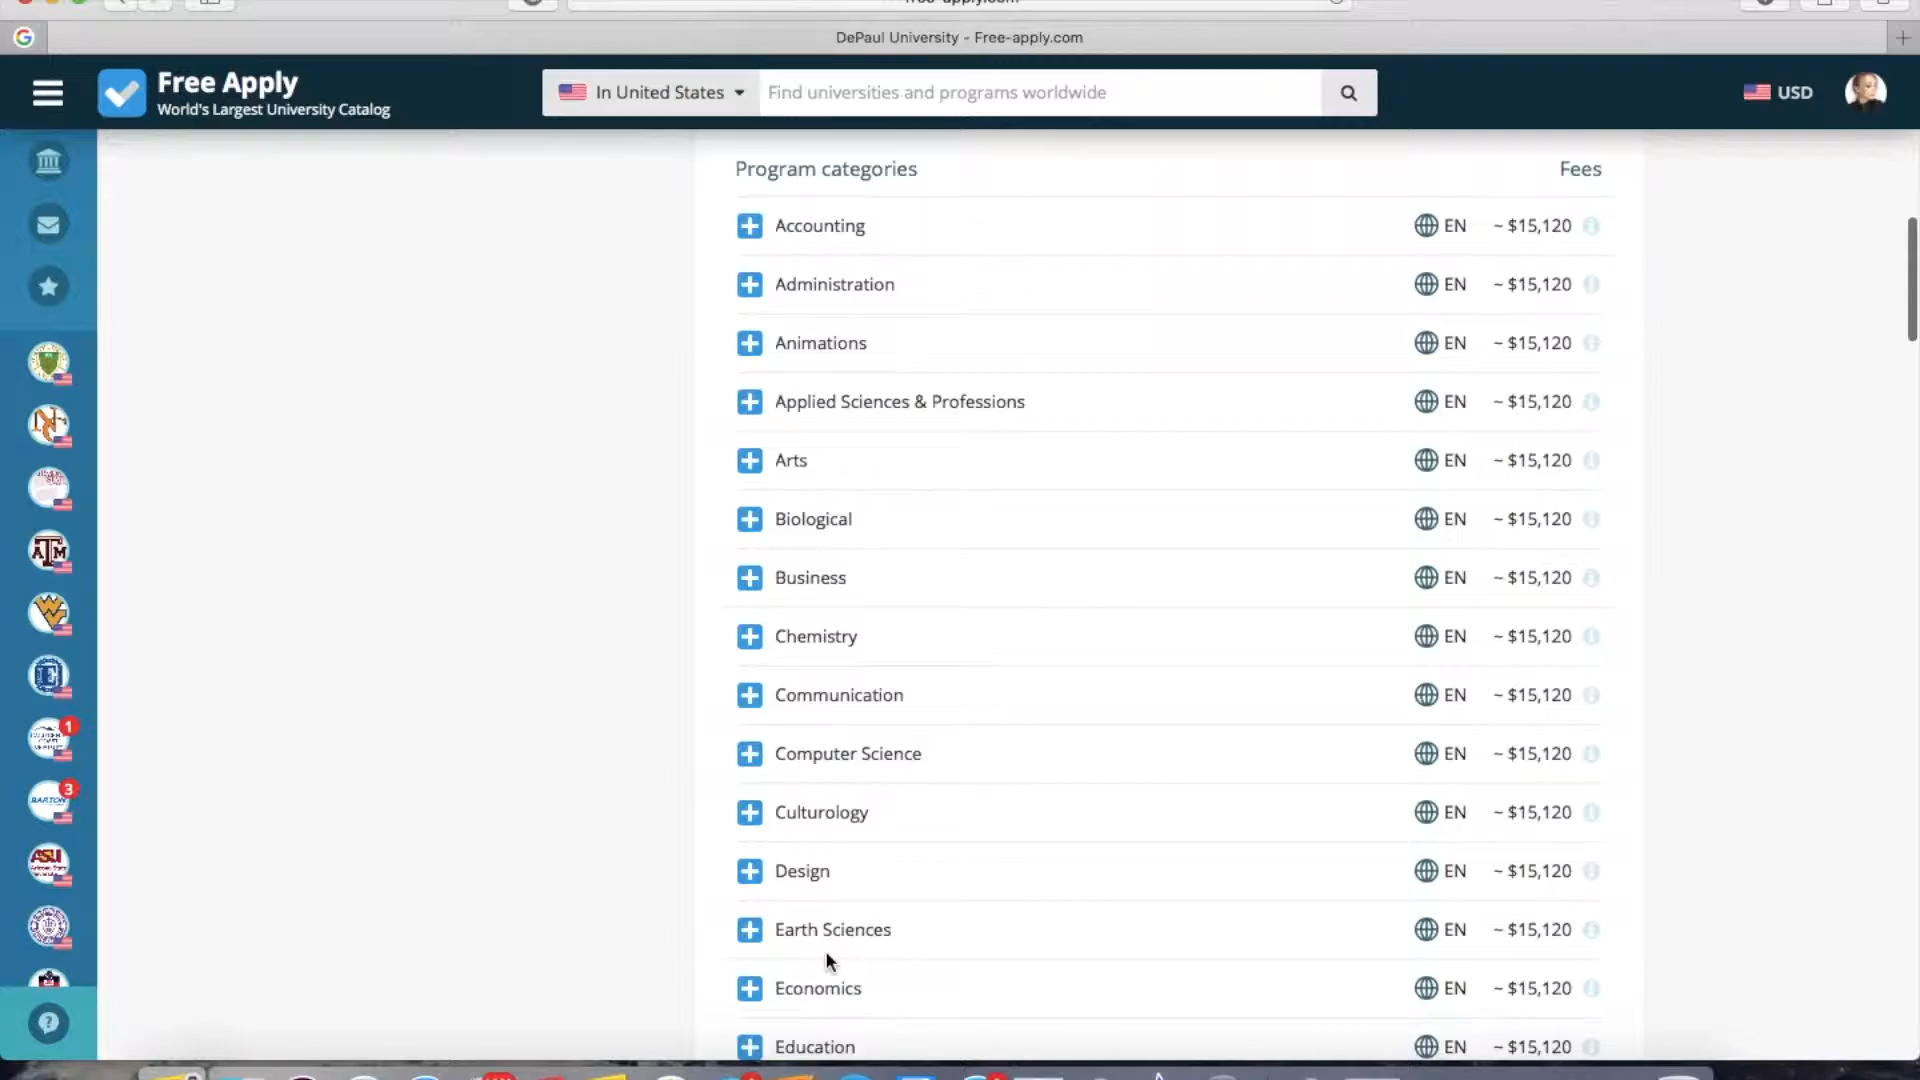 DePaul University - Free-apply.com
Free Apply
World's Largest University Catalog
In United States
Find universities and programs worldwide
USD
Program categories Fees
Accounting EN ~ $15,120
Administration EN ~ $15,120
Animations EN ~ $15,120
Applied Sciences & Professions EN ~ $15,120
Arts EN ~ $15,120
Biological EN ~ $15,120
Business EN ~ $15,120
Chemistry EN ~ $15,120
Communication EN ~ $15,120
Computer Science EN ~ $15,120
Culturology EN ~ $15,120
Design EN ~ $15,120
Earth Sciences EN ~ $15,120
Economics EN ~ $15,120
Education EN ~ $15,120
1
3
BARTON
ASU